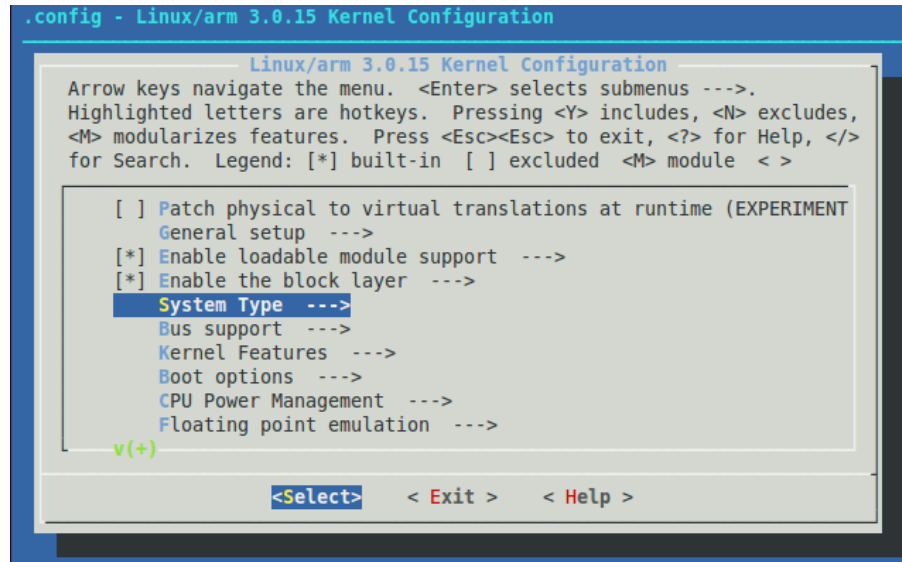 .config - Linux/arm 3.0.15 Kernel Configuration
Linux/arm 3.0.15 Kernel Configuration
Arrow keys navigate the menu.  <Enter> selects submenus --->.
Highlighted letters are hotkeys.  Pressing <Y> includes, <N> excludes,
<M> modularizes features.  Press <Esc><Esc> to exit, <?> for Help, </>
for Search.  Legend: [*] built-in  [ ] excluded  <M> module  < >
[ ] Patch physical to virtual translations at runtime (EXPERIMENT
General setup  --->
[*] Enable loadable module support  --->
[*] Enable the block layer  --->
System Type  --->
Bus support  --->
Kernel Features  --->
Boot options  --->
CPU Power Management  --->
Floating point emulation  --->
v(+)
<Select>    < Exit >    < Help >